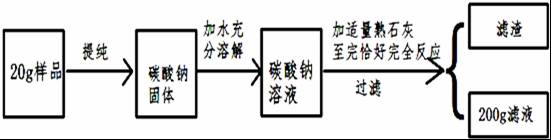 20g样品
提纯
碳酸钠
固体
加水充
分溶解
碳酸钠
溶液
加适量熟石灰
至完恰好完全反应
过滤
滤渣
200g滤液